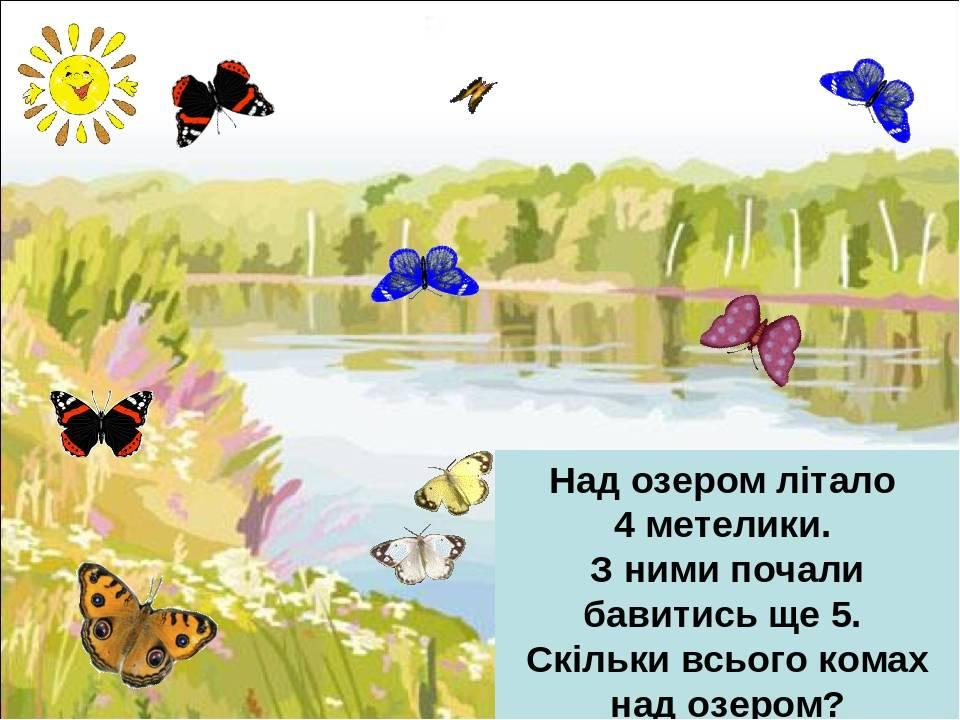 Над озером літало
4 метелики.
З ними почали
бавитись ще 5.
Скільки всього комах
над озером?